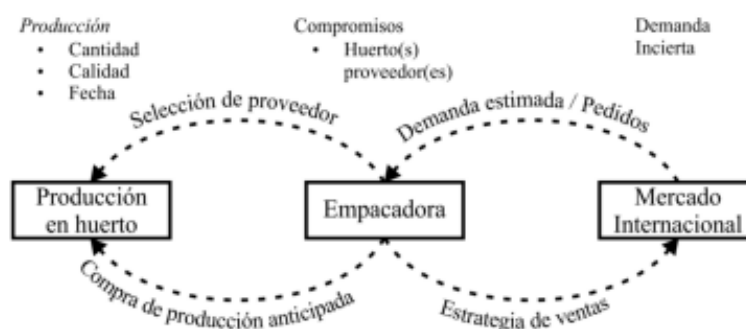 Producción
• Cantidad
• Calidad
• Fecha
Compromisos
• Huerto(s)
proveedor(es)
Demanda
Incierta
Selección de proveedor
Demanda estimada / Pedidos
Producción
en huerto
Empacadora
Mercado
Internacional
Compra de producción anticipada
Estrategia de ventas